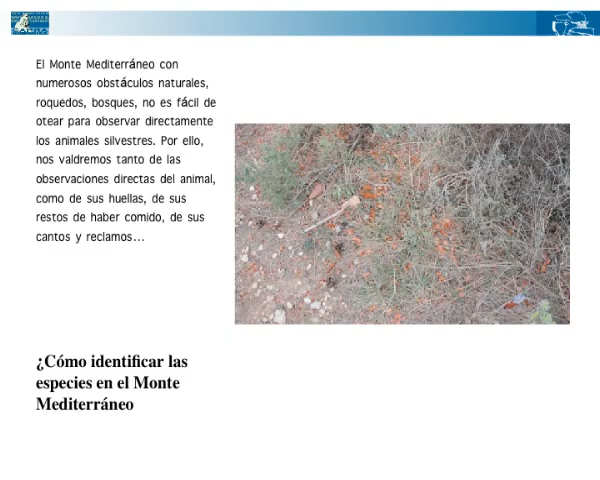 El Monte Mediterráneo con
numerosos obstáculos naturales,
roquedos, bosques, no es fácil de
otear para observar directamente
los animales silvestres. Por ello,
nos valdremos tanto de las
observaciones directas del animal,
como de sus huellas, de sus
restos de haber comido, de sus
cantos y reclamos…
¿Cómo identificar las
especies en el Monte
Mediterráneo